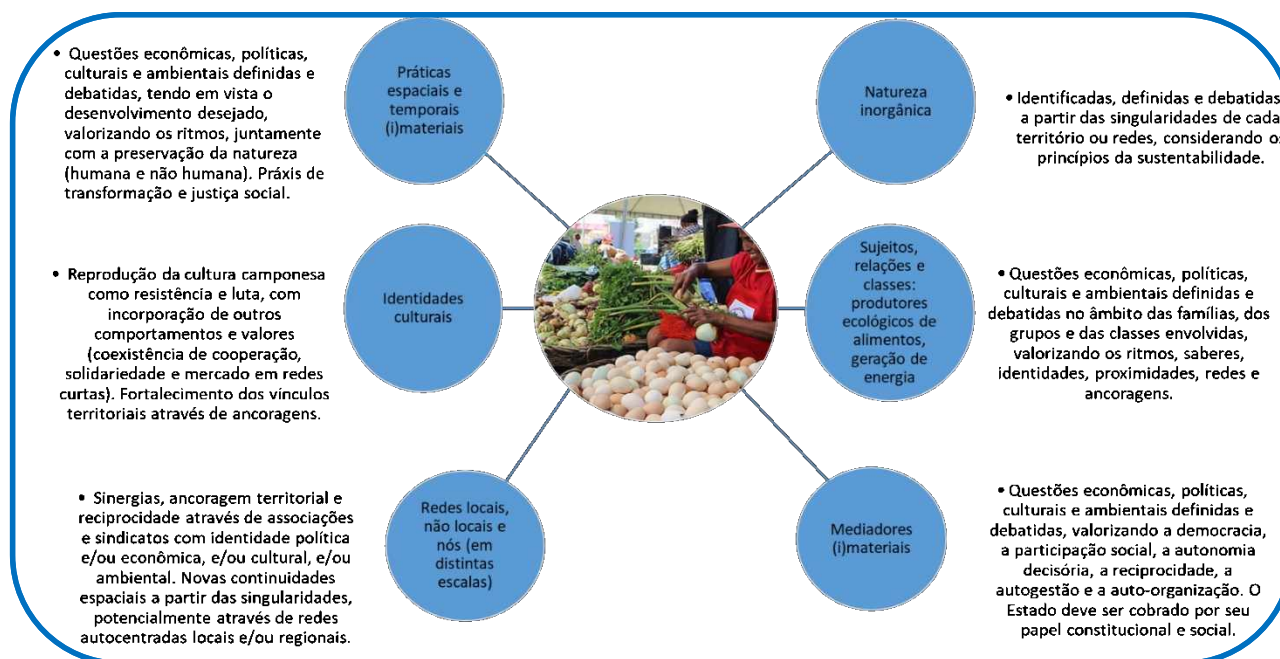 • Questões econômicas, políticas,
culturais e ambientais definidas e
debatidas, tendo em vista o
desenvolvimento desejado,
valorizando os ritmos, juntamente
com a preservação da natureza
(humana e não humana). Práxis de
transformação e justiça social.
Práticas
espaciais e
temporais
(i)materiais
Natureza
inorgânica
• Identificadas, definidas e debatidas
a partir das singularidades de cada
território ou redes, considerando os
princípios da sustentabilidade.
• Reprodução da cultura camponesa
como resistência e luta, com
incorporação de outros
comportamentos e valores
(coexistência de cooperação,
solidariedade e mercado em redes
curtas). Fortalecimento dos vínculos
territoriais através de ancoragens.
Identidades
culturais
Sujeitos,
relações e
classes:
produtores
ecológicos de
alimentos,
geração de
energia
• Questões econômicas, políticas,
culturais e ambientais definidas e
debatidas no âmbito das famílias, dos
grupos e das classes envolvidas,
valorizando os ritmos, saberes,
identidades, proximidades, redes e
ancoragens.
• Sinergias, ancoragem territorial e
reciprocidade através de associações
e sindicatos com identidade política
e/ou econômica, e/ou cultural, e/ou
ambiental. Novas continuidades
espaciais a partir das singularidades,
potencialmente através de redes
autocentradas locais e/ou regionais.
Redes locais,
não locais e
nós (em
distintas
escalas)
Mediadores
(i)materiais
• Questões econômicas, políticas,
culturais e ambientais definidas e
debatidas, valorizando a democracia,
a participação social, a autonomia
decisória, a reciprocidade, a
autogestão e a auto-organização. O
Estado deve ser cobrado por seu
papel constitucional e social.